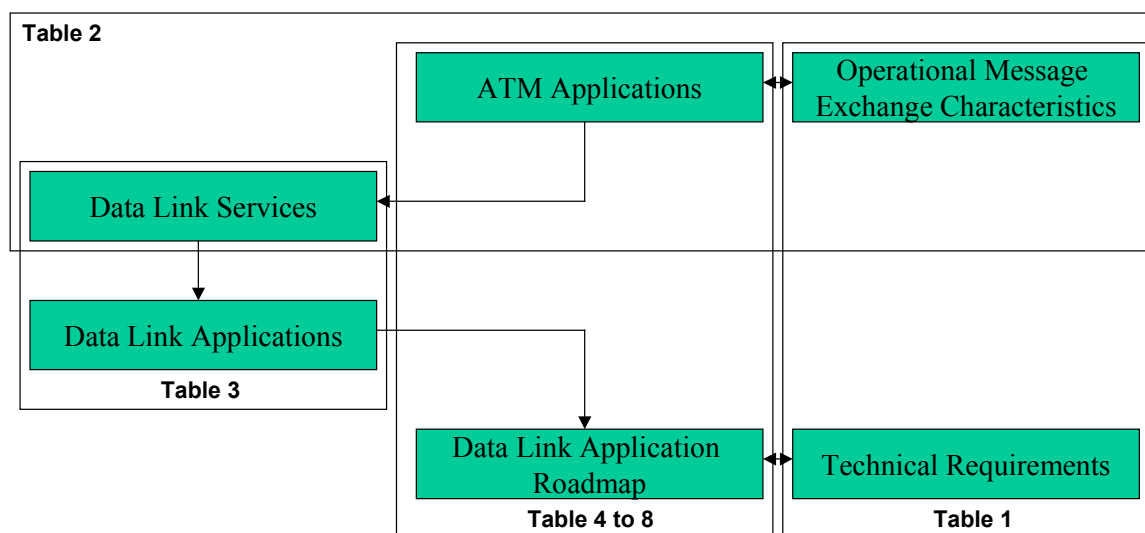 Table 2
ATM Applications
Operational Message
Exchange Characteristics
Data Link Services
Data Link Applications
Table 3
Data Link Application
Roadmap
Technical Requirements
Table 4 to 8
Table 1